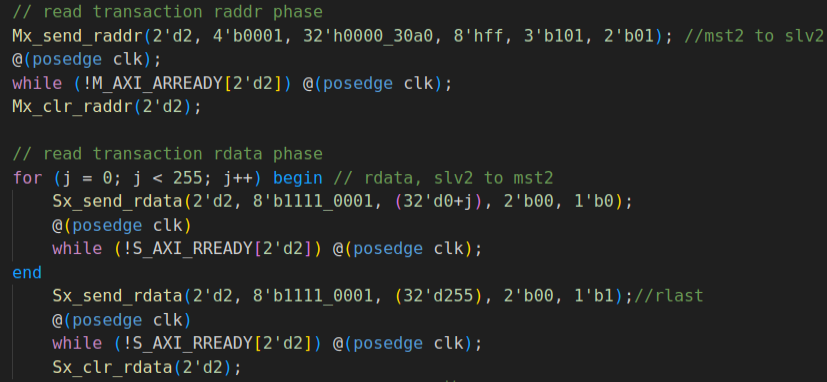 // read transaction raddr phase
Mx_send_raddr(2'd2, 4'b0001, 32'h0000_30a0, 8'hff, 3'b101, 2'b01); //mst2 to slv2
@(posedge clk);
while (!M_AXI_ARREADY[2'd2]) @(posedge clk);
Mx_clr_raddr(2'd2);

// read transaction rdata phase
for (j = 0; j < 255; j++) begin // rdata, slv2 to mst2
    Sx_send_rdata(2'd2, 8'b1111_0001, (32'd0+j), 2'b00, 1'b0);
    @(posedge clk)
    while (!S_AXI_RREADY[2'd2]) @(posedge clk);
end
    Sx_send_rdata(2'd2, 8'b1111_0001, (32'd255), 2'b00, 1'b1);//rlast
    @(posedge clk)
    while (!S_AXI_RREADY[2'd2]) @(posedge clk);
    Sx_clr_rdata(2'd2);